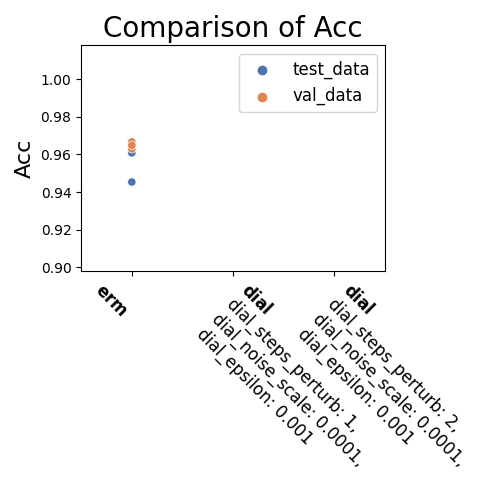 Comparison of Acc
test_data
val_data
Acc
1.00
0.98
0.96
0.94
0.92
0.90
erm
dial
dial_steps_perturb: 1,
dial_noise_scale: 0.0001,
dial_epsilon: 0.001
dial
dial_steps_perturb: 2,
dial_noise_scale: 0.0001,
dial_epsilon: 0.001